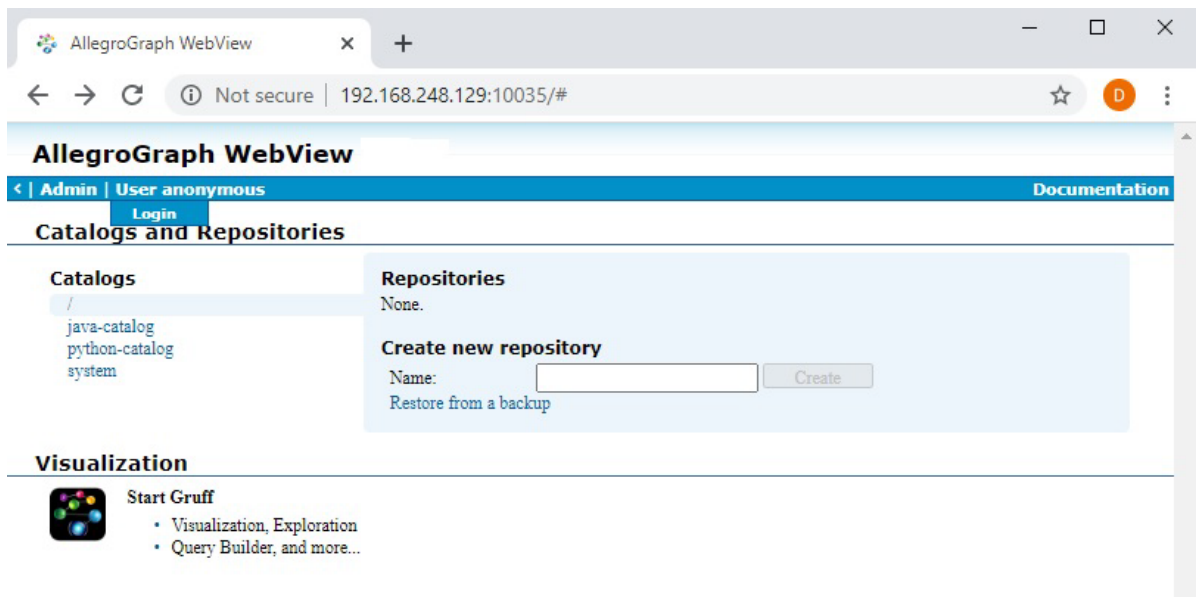 AllegroGraph WebView
Not secure | 192.168.248.129:10035/#
D
AllegroGraph WebView
< | Admin | User anonymous Documentation
Login
Catalogs and Repositories
Catalogs
/
java-catalog
python-catalog
system
Repositories
None.
Create new repository
Name: Create
Restore from a backup
Visualization
Start Gruff
• Visualization, Exploration
• Query Builder, and more...